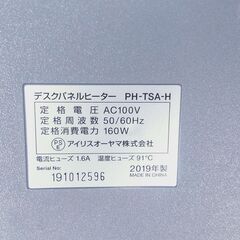 デスクパネルヒーター PH-TSA-H
定格電圧 AC100V
定格周波数 50/60Hz
定格消費電力 160W
PSE アイリスオーヤマ株式会社
電流ヒューズ 1.6A 温度ヒューズ 91℃
Serial No: 2019年製
191012596